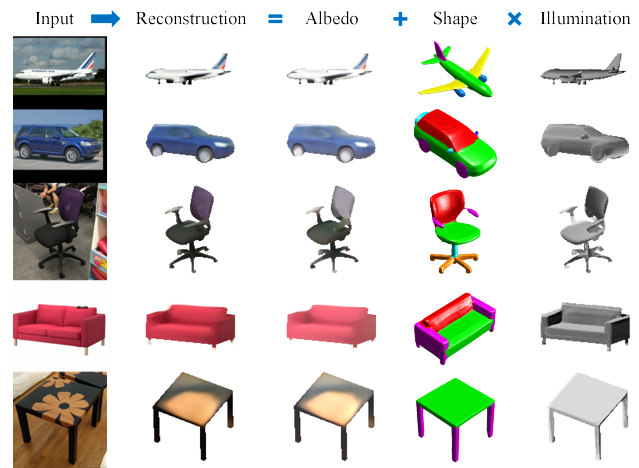 Input → Reconstruction = Albedo + Shape × Illumination